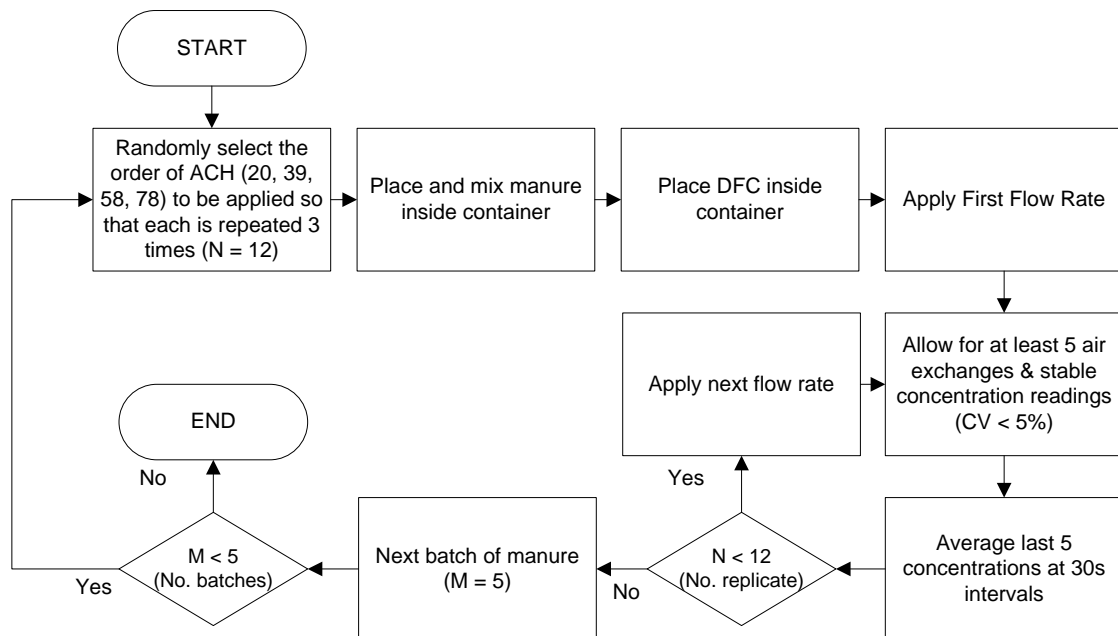 START
Randomly select the
order of ACH (20, 39,
58, 78) to be applied so
that each is repeated 3
times (N = 12)
Place and mix manure
inside container
Place DFC inside
container
Apply First Flow Rate
Allow for at least 5 air
exchanges & stable
concentration readings
(CV < 5%)
Apply next flow rate
END
No
Yes
Average last 5
concentrations at 30s
intervals
N < 12
(No. replicate)
No
Next batch of manure
(M = 5)
M < 5
(No. batches)
Yes